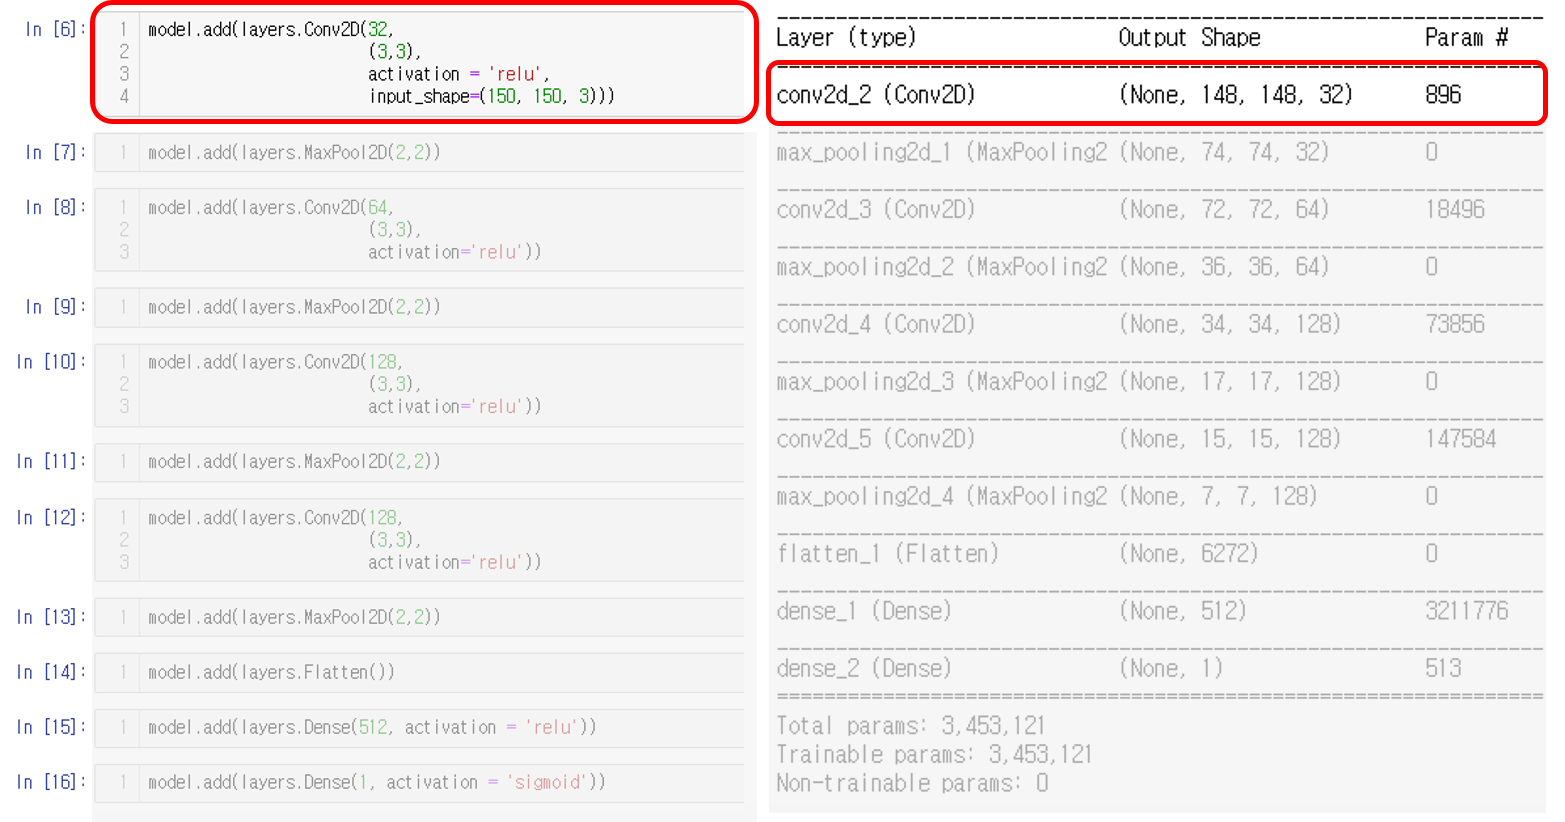 In [6]:
1 model.add(layers.Conv2D(32,
2 (3,3),
3 activation = 'relu',
4 input_shape=(150, 150, 3)))
In [7]:
1 model.add(layers.MaxPool2D(2,2))
In [8]:
1 model.add(layers.Conv2D(64,
2 (3,3),
3 activation='relu'))
In [9]:
1 model.add(layers.MaxPool2D(2,2))
In [10]:
1 model.add(layers.Conv2D(128,
2 (3,3),
3 activation='relu'))
In [11]:
1 model.add(layers.MaxPool2D(2,2))
In [12]:
1 model.add(layers.Conv2D(128,
2 (3,3),
3 activation='relu'))
In [13]:
1 model.add(layers.MaxPool2D(2,2))
In [14]:
1 model.add(layers.Flatten())
In [15]:
1 model.add(layers.Dense(512, activation = 'relu'))
In [16]:
1 model.add(layers.Dense(1, activation = 'sigmoid'))
Layer (type) Output Shape Param #
conv2d_2 (Conv2D) (None, 148, 148, 32) 896
max_pooling2d_1 (MaxPooling2 (None, 74, 74, 32) 0
conv2d_3 (Conv2D) (None, 72, 72, 64) 18496
max_pooling2d_2 (MaxPooling2 (None, 36, 36, 64) 0
conv2d_4 (Conv2D) (None, 34, 34, 128) 73856
max_pooling2d_3 (MaxPooling2 (None, 17, 17, 128) 0
conv2d_5 (Conv2D) (None, 15, 15, 128) 147584
max_pooling2d_4 (MaxPooling2 (None, 7, 7, 128) 0
flatten_1 (Flatten) (None, 6272) 0
dense_1 (Dense) (None, 512) 3211776
dense_2 (Dense) (None, 1) 513
Total params: 3,453,121
Trainable params: 3,453,121
Non-trainable params: 0